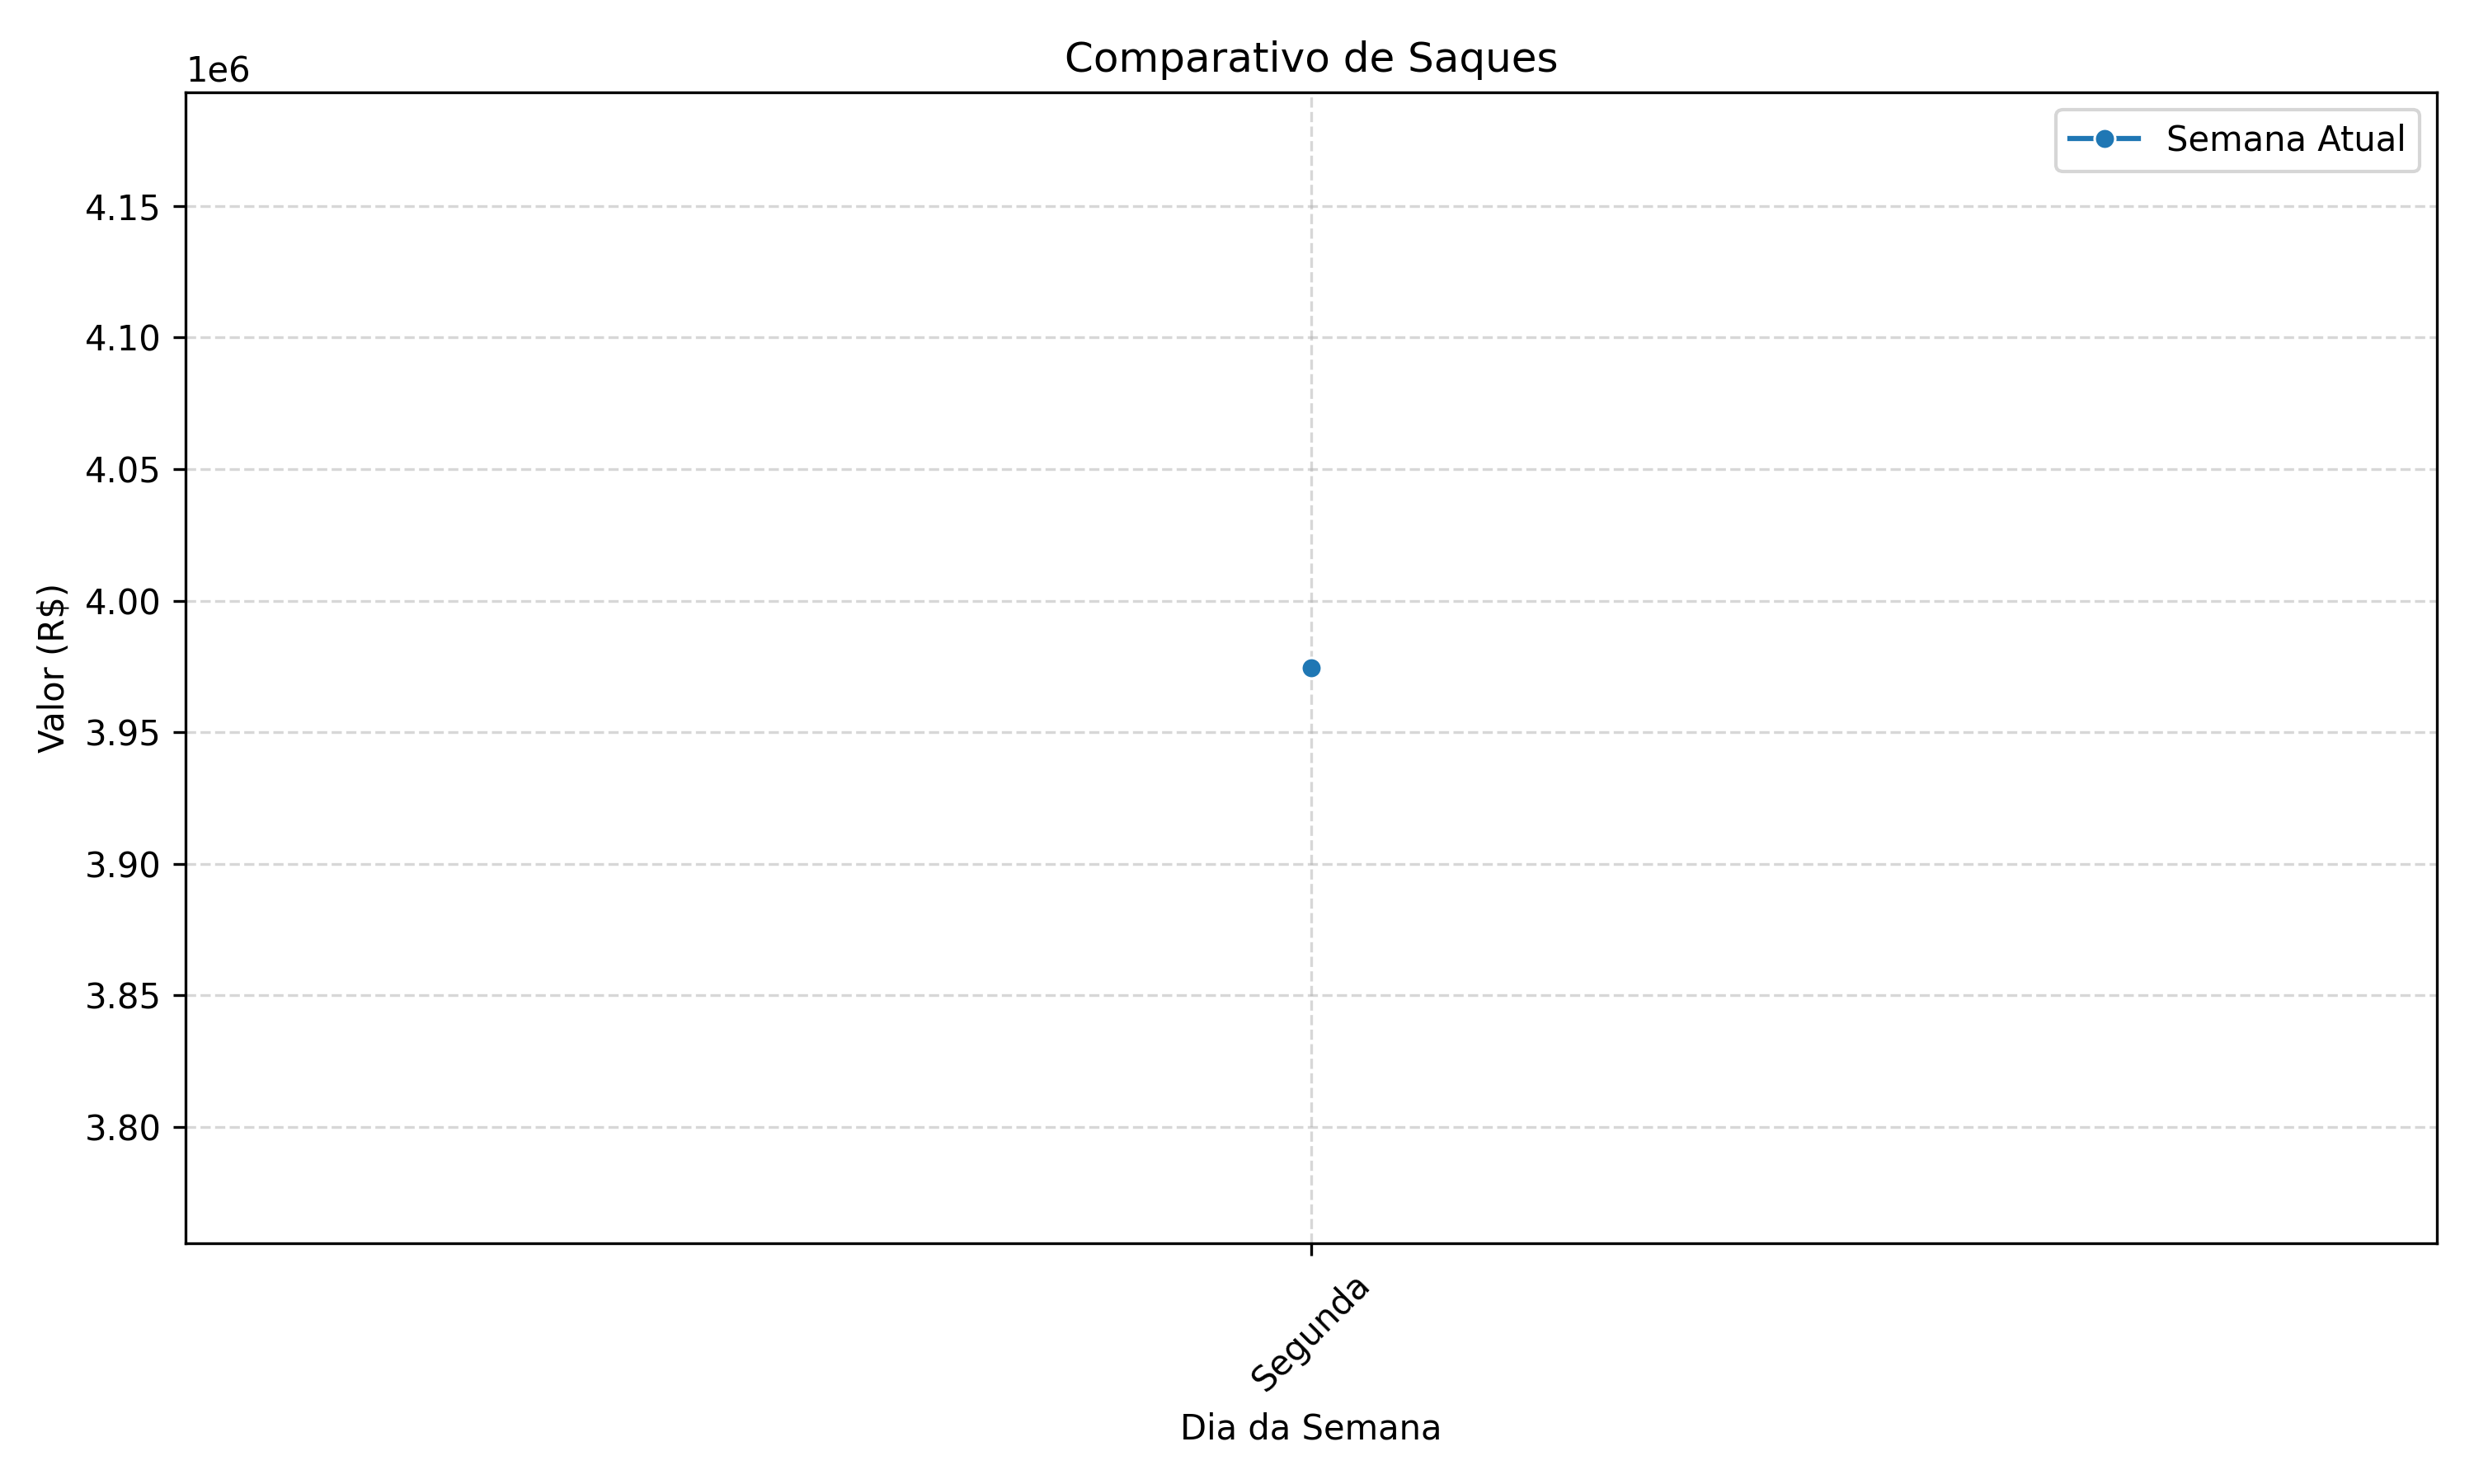 Comparativo de Saques
1e6
Semana Atual
4.15
4.10
4.05
4.00
3.95
3.90
3.85
3.80
Valor (R$)
Segunda
Dia da Semana